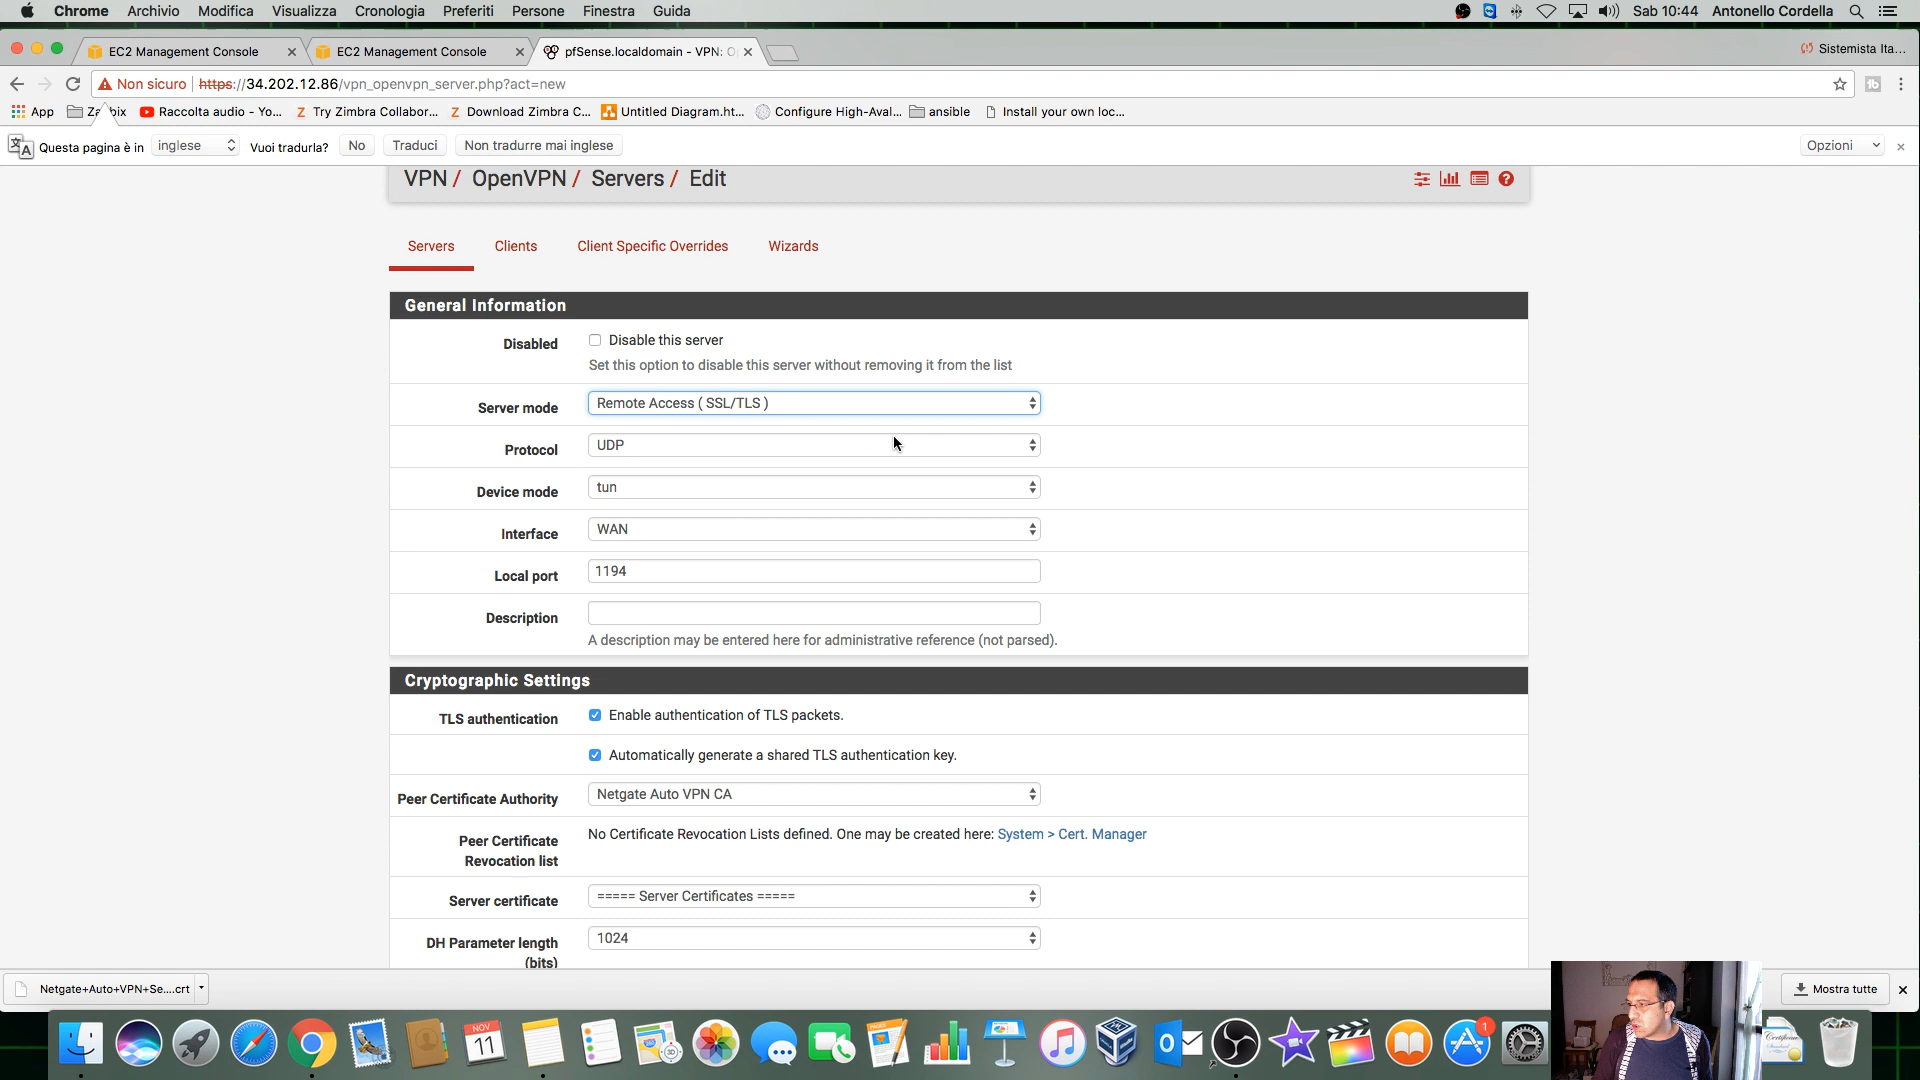 Chrome Archivio Modifica Visualizza Cronologia Preferiti Persone Finestra Guida Sab 10:44 Antonello Cordella
EC2 Management Console EC2 Management Console pfSense.localdomain - VPN: O Sistemista Ita...
Non sicuro https://34.202.12.86/vpn_openvpn_server.php?act=new
App Zabbix Raccolta audio - Yo... Try Zimbra Collabor... Download Zimbra C... Untitled Diagram.ht... Configure High-Aval... ansible Install your own loc...
Questa pagina è in inglese Vuoi tradurla? No Traduci Non tradurre mai inglese Opzioni
VPN / OpenVPN / Servers / Edit
Servers Clients Client Specific Overrides Wizards
General Information
Disabled Disable this server
Set this option to disable this server without removing it from the list
Server mode Remote Access ( SSL/TLS )
Protocol UDP
Device mode tun
Interface WAN
Local port 1194
Description
A description may be entered here for administrative reference (not parsed).
Cryptographic Settings
TLS authentication Enable authentication of TLS packets.
Automatically generate a shared TLS authentication key.
Peer Certificate Authority Netgate Auto VPN CA
Peer Certificate Revocation list No Certificate Revocation Lists defined. One may be created here: System > Cert. Manager
Server certificate ===== Server Certificates =====
DH Parameter length (bits) 1024
Netgate+Auto+VPN+Se....crt Mostra tutte
NOV
11
3D
PAGES
1